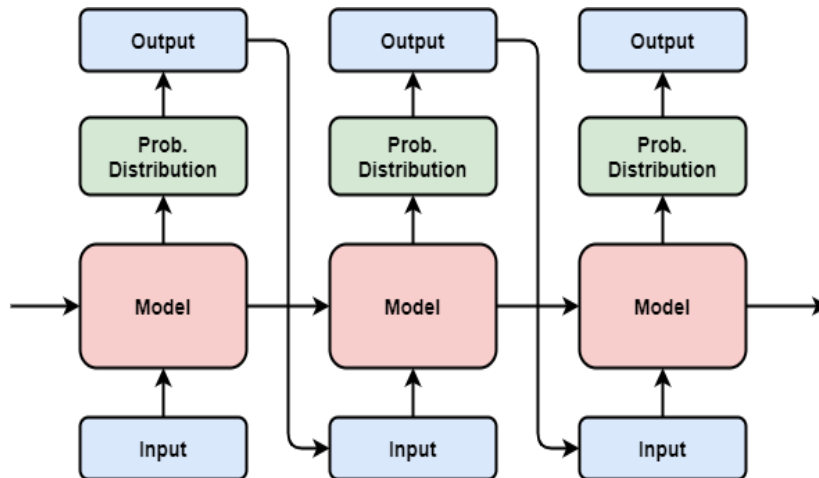 Output
Output
Output
Prob.
Distribution
Prob.
Distribution
Prob.
Distribution
Model
Model
Model
Input
Input
Input